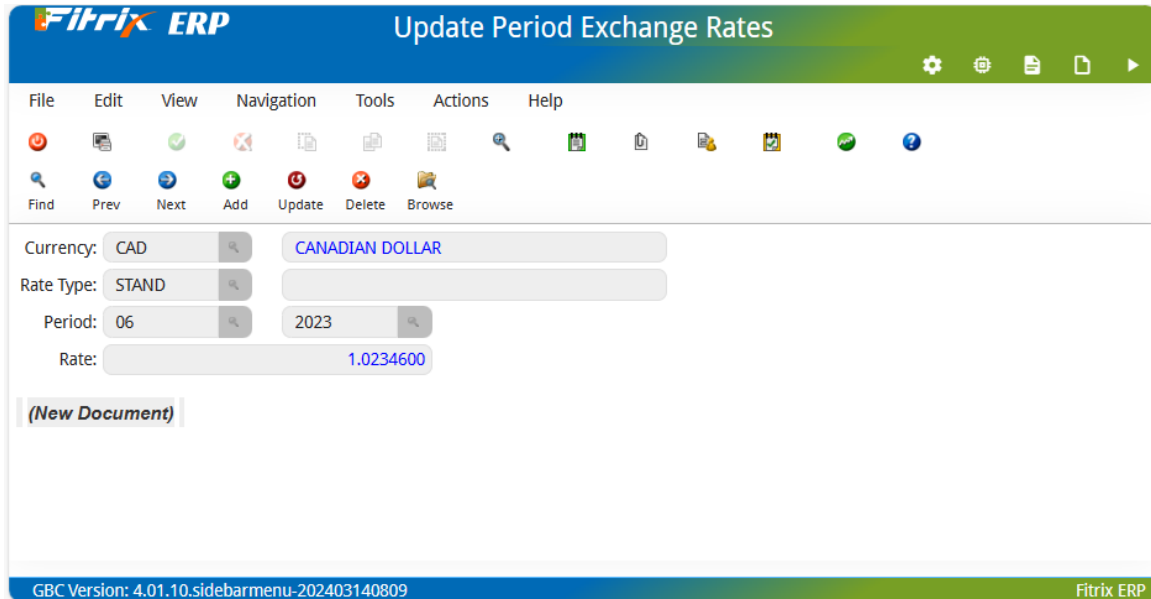 Fitrix ERP
Update Period Exchange Rates
File Edit View Navigation Tools Actions Help
Find Prev Next Add Update Delete Browse
Currency: CAD CANADIAN DOLLAR
Rate Type: STAND
Period: 06 2023
Rate: 1.0234600
(New Document)
GBC Version: 4.01.10.sidebarmenu-202403140809 Fitrix ERP